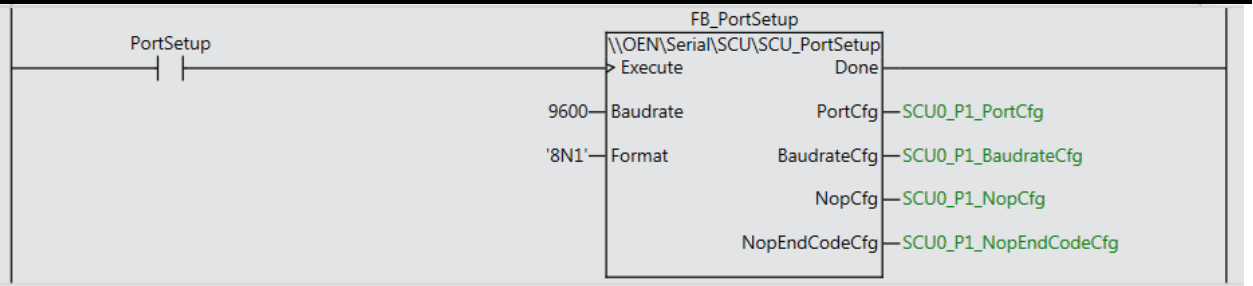 FB_PortSetup
PortSetup
\\OEN\Serial\SCU\SCU_PortSetup
Execute Done
9600 Baudrate PortCfg SCU0_P1_PortCfg
'8N1' Format BaudrateCfg SCU0_P1_BaudrateCfg
NopCfg SCU0_P1_NopCfg
NopEndCodeCfg SCU0_P1_NopEndCodeCfg